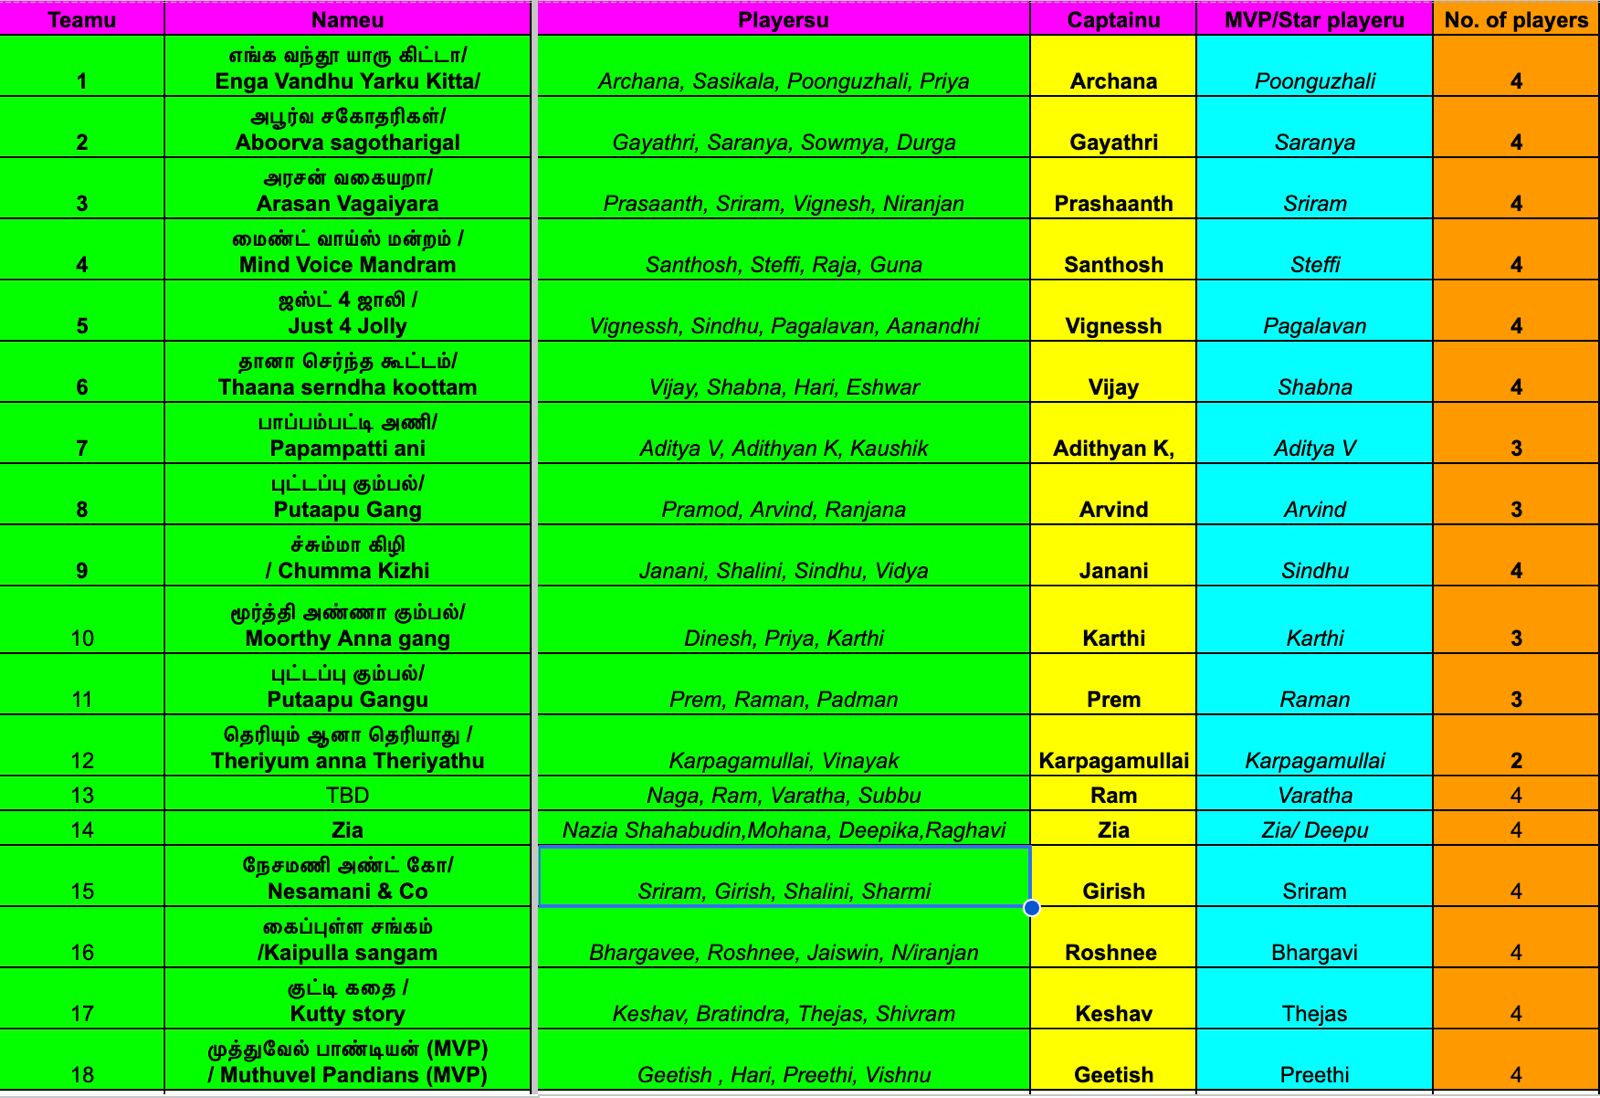 Teamu Nameu Playersu Captainu MVP/Star playeru No. of players
எங்க வந்தூ யாரு கிட்டா/
1 Enga Vandhu Yarku Kitta/ Archana, Sasikala, Poonguzhali, Priya Archana Poonguzhali 4
அபூர்வ சகோதரிகள்/
2 Aboorva sagotharigal Gayathri, Saranya, Sowmya, Durga Gayathri Saranya 4
அரசன் வகையறா/
3 Arasan Vagaiyara Prasaanth, Sriram, Vignesh, Niranjan Prashaanth Sriram 4
மைண்ட் வாய்ஸ் மன்றம் /
4 Mind Voice Mandram Santhosh, Steffi, Raja, Guna Santhosh Steffi 4
ஜஸ்ட் 4 ஜாலி /
5 Just 4 Jolly Vignessh, Sindhu, Pagalavan, Aanandhi Vignessh Pagalavan 4
தானா செர்ந்த கூட்டம்/
6 Thaana serndha koottam Vijay, Shabna, Hari, Eshwar Vijay Shabna 4
பாப்பம்பட்டி அணி/
7 Papampatti ani Aditya V, Adithyan K, Kaushik Adithyan K, Aditya V 3
புட்டப்பு கும்பல்/
8 Putaapu Gang Pramod, Arvind, Ranjana Arvind Arvind 3
ச்சும்மா கிழி
9 / Chumma Kizhi Janani, Shalini, Sindhu, Vidya Janani Sindhu 4
மூர்த்தி அண்ணா கும்பல்/
10 Moorthy Anna gang Dinesh, Priya, Karthi Karthi Karthi 3
புட்டப்பு கும்பல்/
11 Putaapu Gangu Prem, Raman, Padman Prem Raman 3
தெரியும் ஆனா தெரியாது /
12 Theriyum anna Theriyathu Karpagamullai, Vinayak Karpagamullai Karpagamullai 2
13 TBD Naga, Ram, Varatha, Subbu Ram Varatha 4
14 Zia Nazia Shahabudin,Mohana, Deepika,Raghavi Zia Zia/ Deepu 4
நேசமணி அண்ட் கோ/
15 Nesamani & Co Sriram, Girish, Shalini, Sharmi Girish Sriram 4
கைப்புள்ள சங்கம்
16 /Kaipulla sangam Bhargavee, Roshnee, Jaiswin, N/iranjan Roshnee Bhargavi 4
குட்டி கதை /
17 Kutty story Keshav, Bratindra, Thejas, Shivram Keshav Thejas 4
முத்துவேல் பாண்டியன் (MVP)
18 / Muthuvel Pandians (MVP) Geetish , Hari, Preethi, Vishnu Geetish Preethi 4